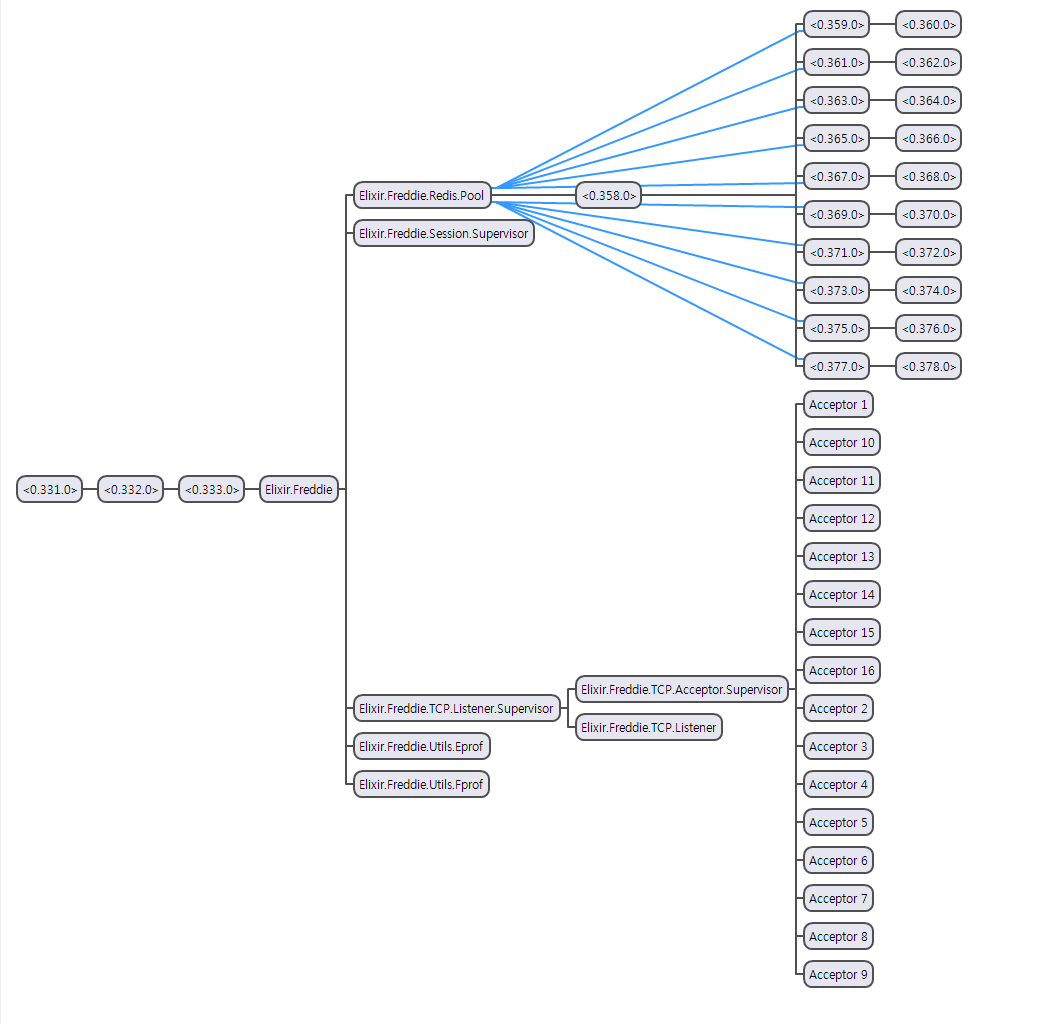 <0.359.0> <0.360.0>
<0.361.0> <0.362.0>
<0.363.0> <0.364.0>
<0.365.0> <0.366.0>
<0.367.0> <0.368.0>
Elixir.Freddie.Redis.Pool <0.358.0>
<0.369.0> <0.370.0>
Elixir.Freddie.Session.Supervisor
<0.371.0> <0.372.0>
<0.373.0> <0.374.0>
<0.375.0> <0.376.0>
<0.377.0> <0.378.0>
Acceptor 1
Acceptor 10
Acceptor 11
<0.331.0> <0.332.0> <0.333.0> Elixir.Freddie
Acceptor 12
Acceptor 13
Acceptor 14
Acceptor 15
Acceptor 16
Elixir.Freddie.TCP.Acceptor.Supervisor
Elixir.Freddie.TCP.Listener.Supervisor
Acceptor 2
Elixir.Freddie.TCP.Listener
Elixir.Freddie.Utils.Eprof
Acceptor 3
Elixir.Freddie.Utils.Fprof
Acceptor 4
Acceptor 5
Acceptor 6
Acceptor 7
Acceptor 8
Acceptor 9